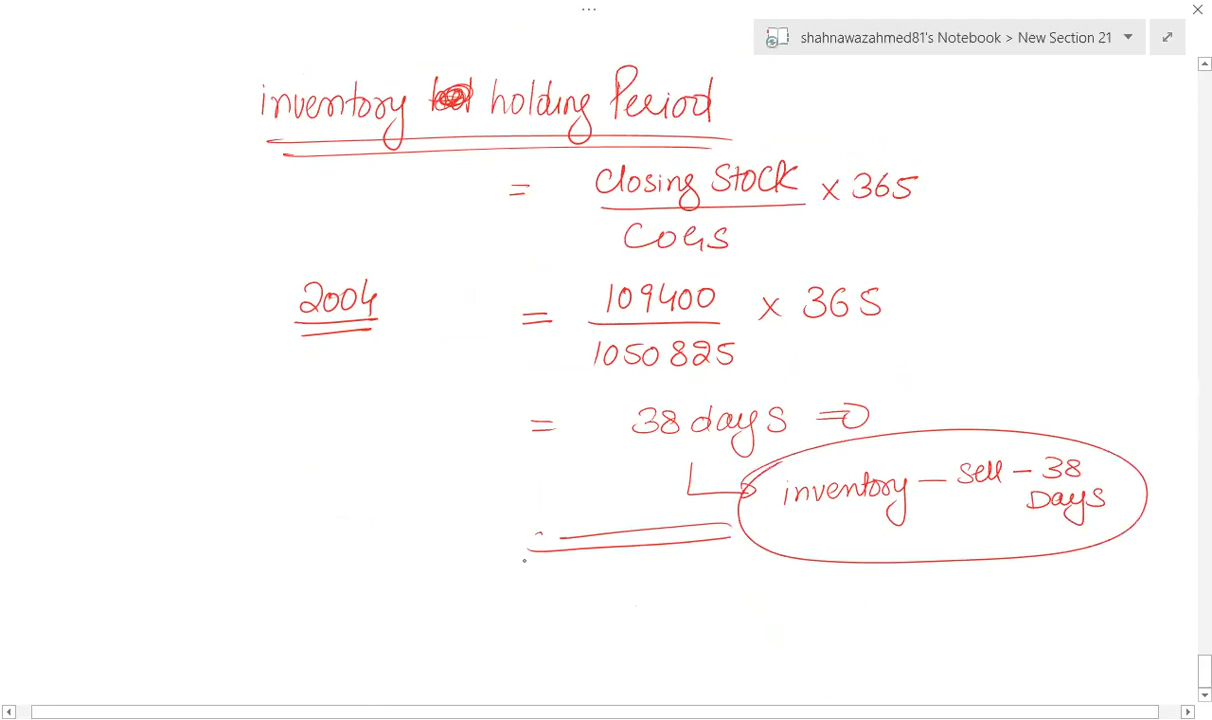 shahnawazahmed81's Notebook > New Section 21
inventory holding Period
= Closing Stock / COGS × 365
2004 = 109400 / 1050825 × 365
= 38 days ⇒
inventory – sell – 38 Days